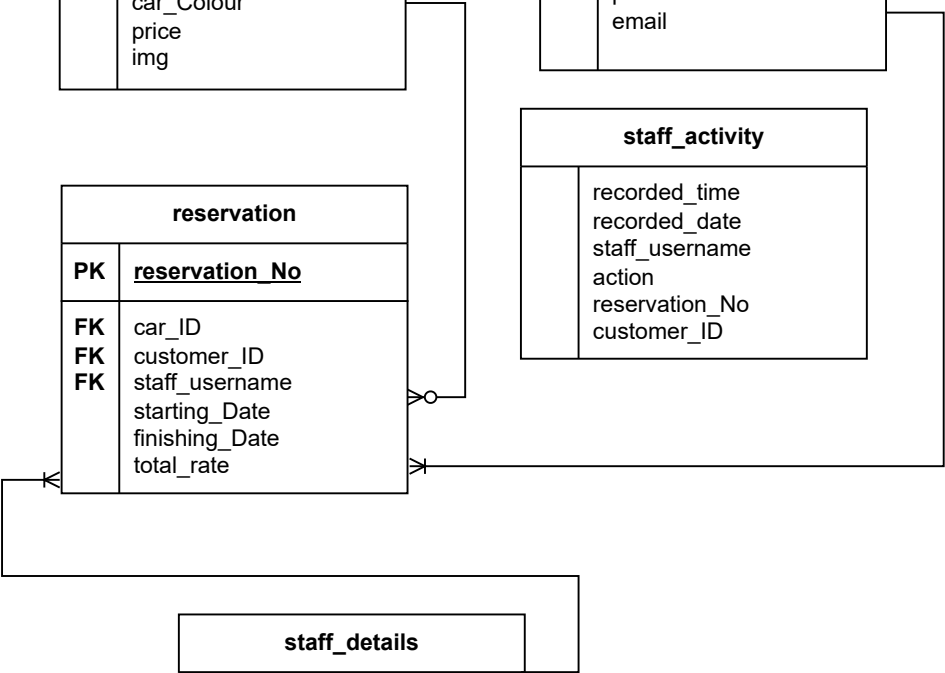 car_Colour
price
img
email
staff_activity
recorded_time
recorded_date
staff_username
action
reservation_No
customer_ID
reservation
PK reservation_No
FK car_ID
FK customer_ID
FK staff_username
starting_Date
finishing_Date
total_rate
staff_details